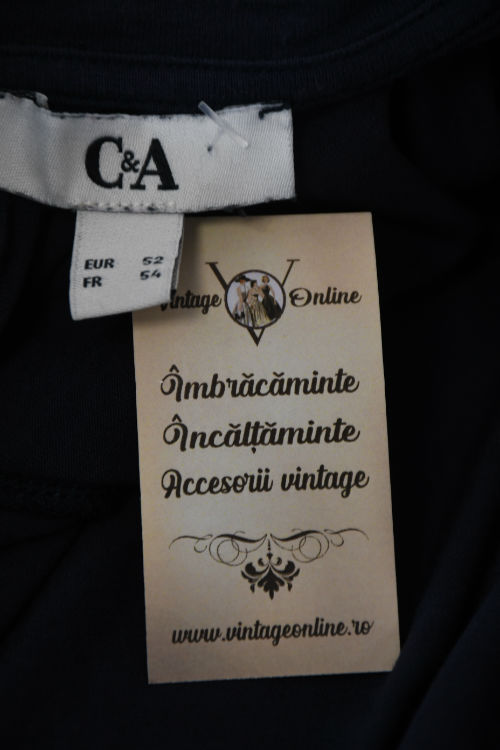 C&A
EUR 52
FR 54
Vintage Online
Îmbrăcăminte
Încălțăminte
Accesorii vintage
www.vintageonline.ro